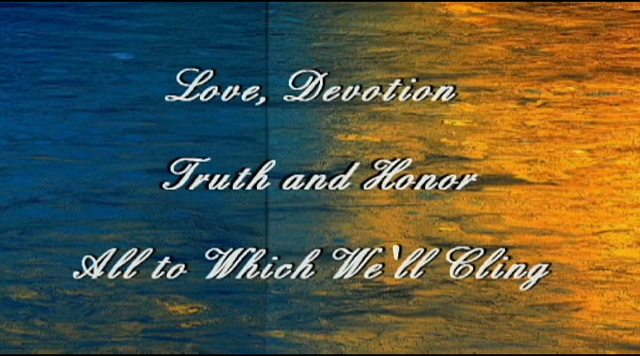 Love, Devotion
Truth and Honor
All to Which We'll Cling